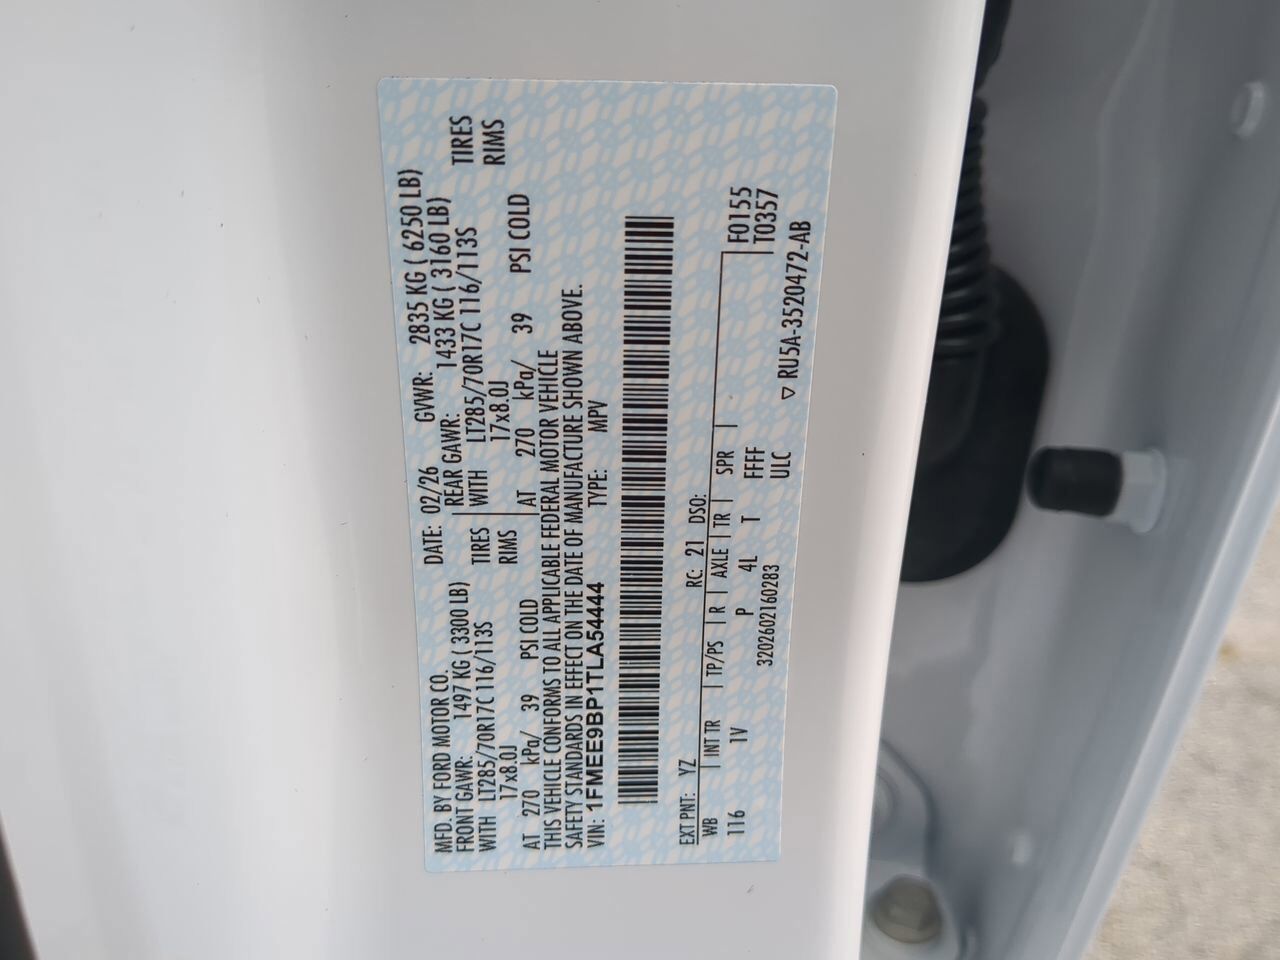 MFD. BY FORD MOTOR CO. DATE: 02/26 GVWR: 2835 KG ( 6250 LB)
FRONT GAWR: 1497 KG ( 3300 LB) REAR GAWR: 1433 KG ( 3160 LB)
WITH LT285/70R17C 116/113S TIRES WITH LT285/70R17C 116/113S TIRES
17x8.0J RIMS 17x8.0J RIMS
AT 270 kPa/ 39 PSI COLD AT 270 kPa/ 39 PSI COLD
THIS VEHICLE CONFORMS TO ALL APPLICABLE FEDERAL MOTOR VEHICLE
SAFETY STANDARDS IN EFFECT ON THE DATE OF MANUFACTURE SHOWN ABOVE.
VIN: 1FMEE9BP1TLA54444 TYPE: MPV
EXT PNT: YZ RC: 21 DSO:
WB INT TR TP/PS R AXLE TR SPR F0155
116 1V P 4L T FFFF T0357
3202602160283 ULC
▽ RU5A-3520472-AB